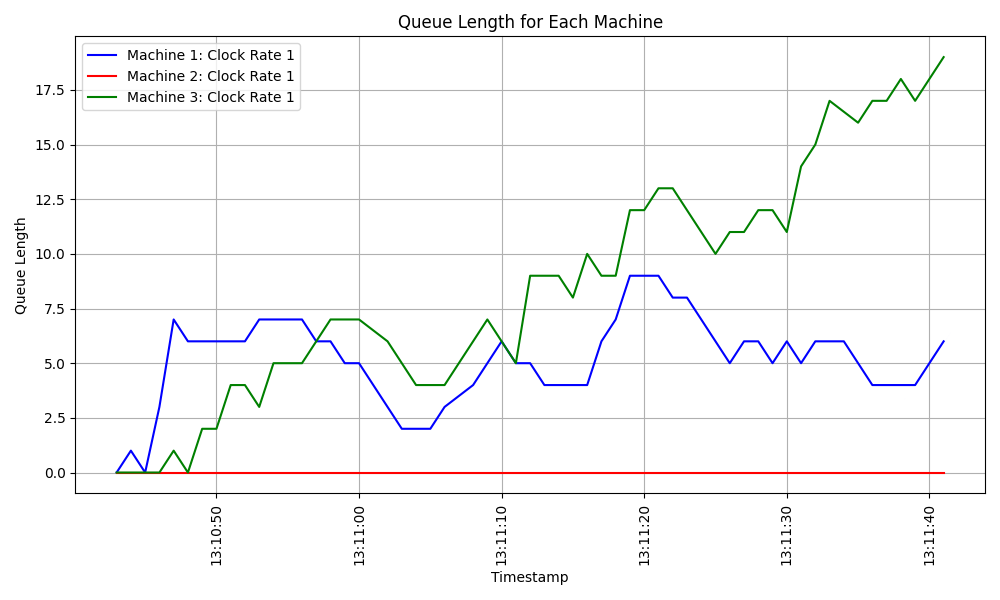 Queue Length for Each Machine
Machine 1: Clock Rate 1
Machine 2: Clock Rate 1
Machine 3: Clock Rate 1
Queue Length
17.5
15.0
12.5
10.0
7.5
5.0
2.5
0.0
13:10:50
13:11:00
13:11:10
13:11:20
13:11:30
13:11:40
Timestamp